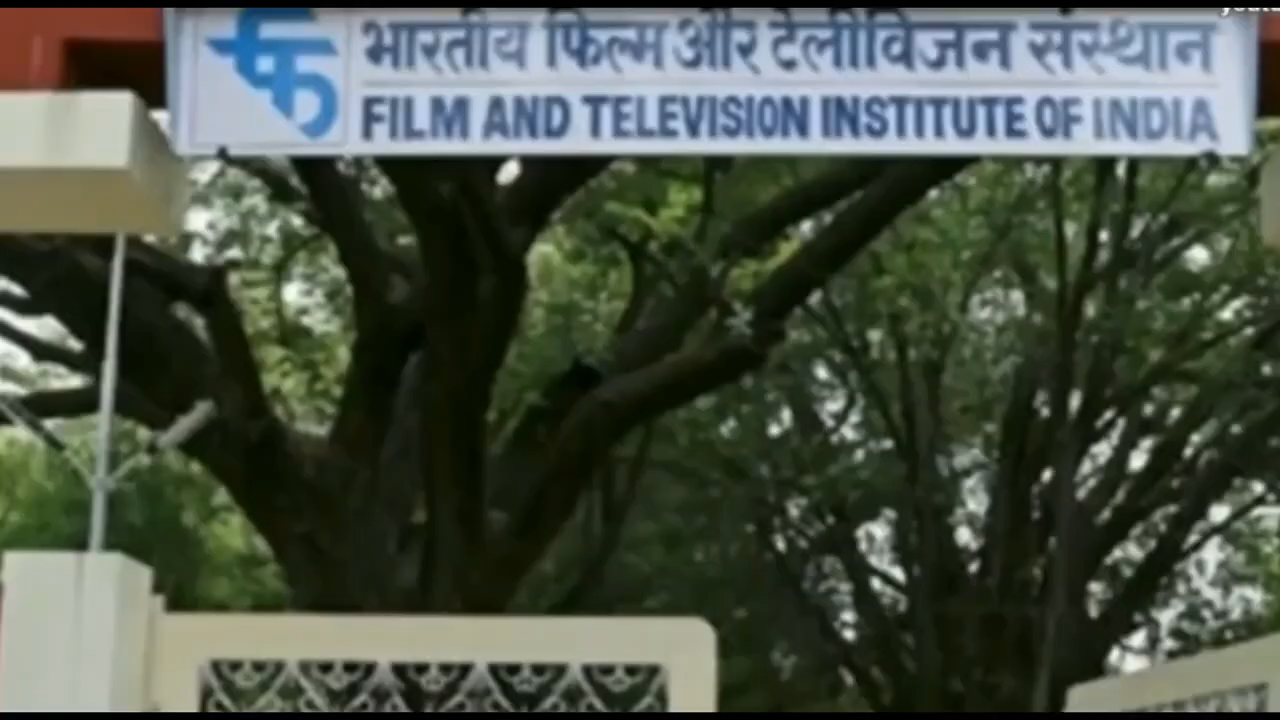 भारतीय फिल्म और टेलीविजन संस्थान
FILM AND TELEVISION INSTITUTE OF INDIA